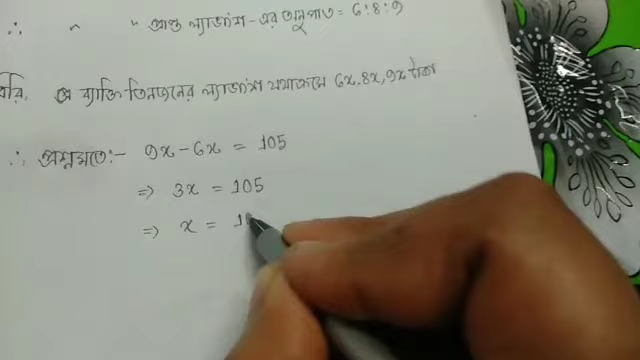 ∴ " " প্রাপ্ত ল্যাভাংশ-এর অনুপাত = 6:8:9
ধরি, ঐ ব্যক্তি তিনজনের ল্যাভাংশ যথাক্রমে 6x, 8x, 9x টাকা
∴ প্রশ্নমতে:- 9x - 6x = 105
=> 3x = 105
=> x = 1